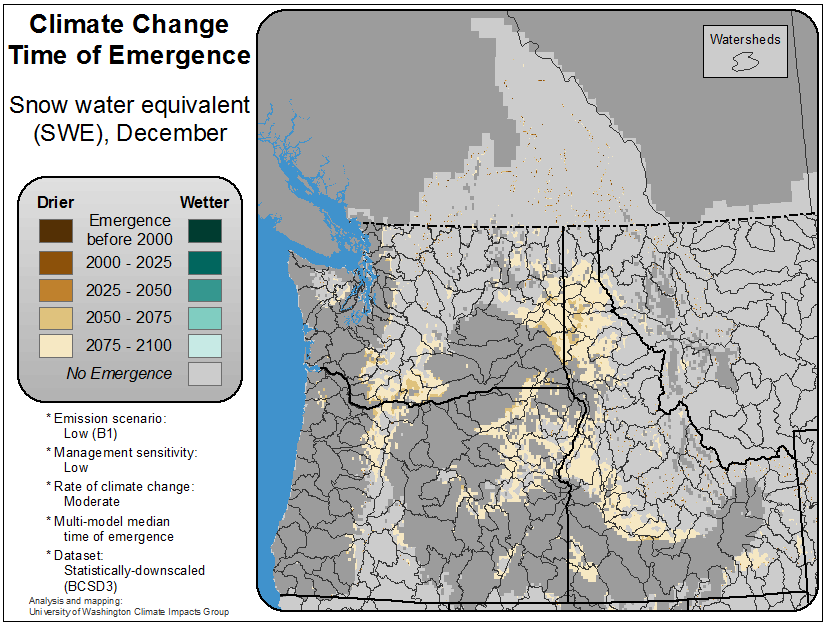 Climate Change
Time of Emergence
Snow water equivalent
(SWE), December
Drier
Wetter
Emergence
before 2000
2000 - 2025
2025 - 2050
2050 - 2075
2075 - 2100
No Emergence
* Emission scenario:
Low (B1)
* Management sensitivity:
Low
* Rate of climate change:
Moderate
* Multi-model median
time of emergence
* Dataset:
Statistically-downscaled
(BCSD3)
Analysis and mapping:
University of Washington Climate Impacts Group
Watersheds